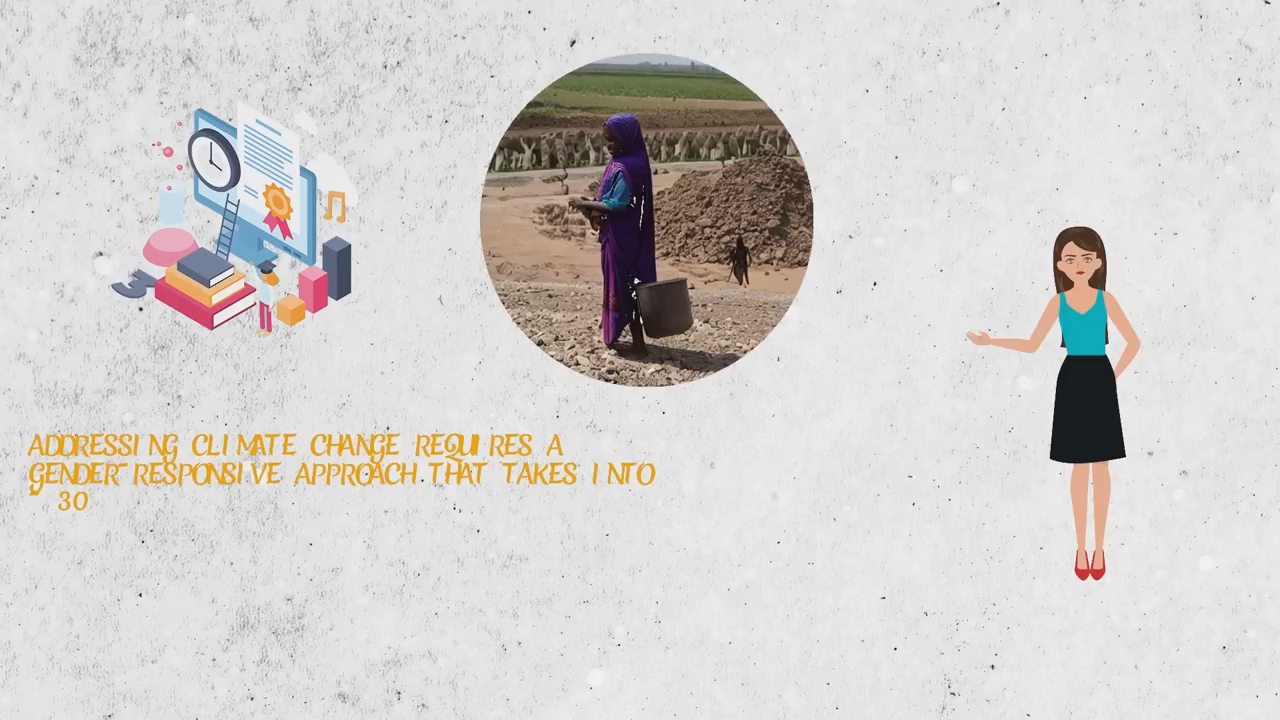 ADDRESSING CLIMATE CHANGE REQUIRES A
GENDER-RESPONSIVE APPROACH THAT TAKES INTO
30